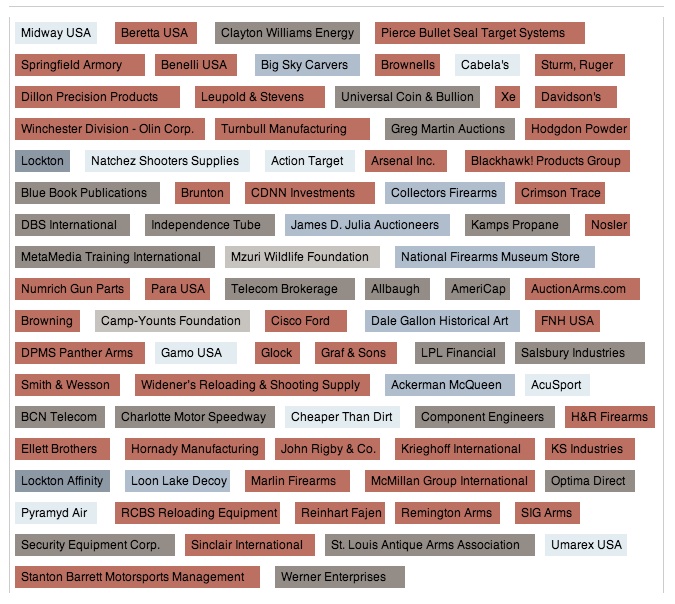 Midway USA Beretta USA Clayton Williams Energy Pierce Bullet Seal Target Systems
Springfield Armory Benelli USA Big Sky Carvers Brownells Cabela's Sturm, Ruger
Dillon Precision Products Leupold & Stevens Universal Coin & Bullion Xe Davidson's
Winchester Division - Olin Corp. Turnbull Manufacturing Greg Martin Auctions Hodgdon Powder
Lockton Natchez Shooters Supplies Action Target Arsenal Inc. Blackhawk! Products Group
Blue Book Publications Brunton CDNN Investments Collectors Firearms Crimson Trace
DBS International Independence Tube James D. Julia Auctioneers Kamps Propane Nosler
MetaMedia Training International Mzuri Wildlife Foundation National Firearms Museum Store
Numrich Gun Parts Para USA Telecom Brokerage Allbaugh AmeriCap AuctionArms.com
Browning Camp-Younts Foundation Cisco Ford Dale Gallon Historical Art FNH USA
DPMS Panther Arms Gamo USA Glock Graf & Sons LPL Financial Salsbury Industries
Smith & Wesson Widener's Reloading & Shooting Supply Ackerman McQueen AcuSport
BCN Telecom Charlotte Motor Speedway Cheaper Than Dirt Component Engineers H&R Firearms
Ellett Brothers Hornady Manufacturing John Rigby & Co. Krieghoff International KS Industries
Lockton Affinity Loon Lake Decoy Marlin Firearms McMillan Group International Optima Direct
Pyramyd Air RCBS Reloading Equipment Reinhart Fajen Remington Arms SIG Arms
Security Equipment Corp. Sinclair International St. Louis Antique Arms Association Umarex USA
Stanton Barrett Motorsports Management Werner Enterprises